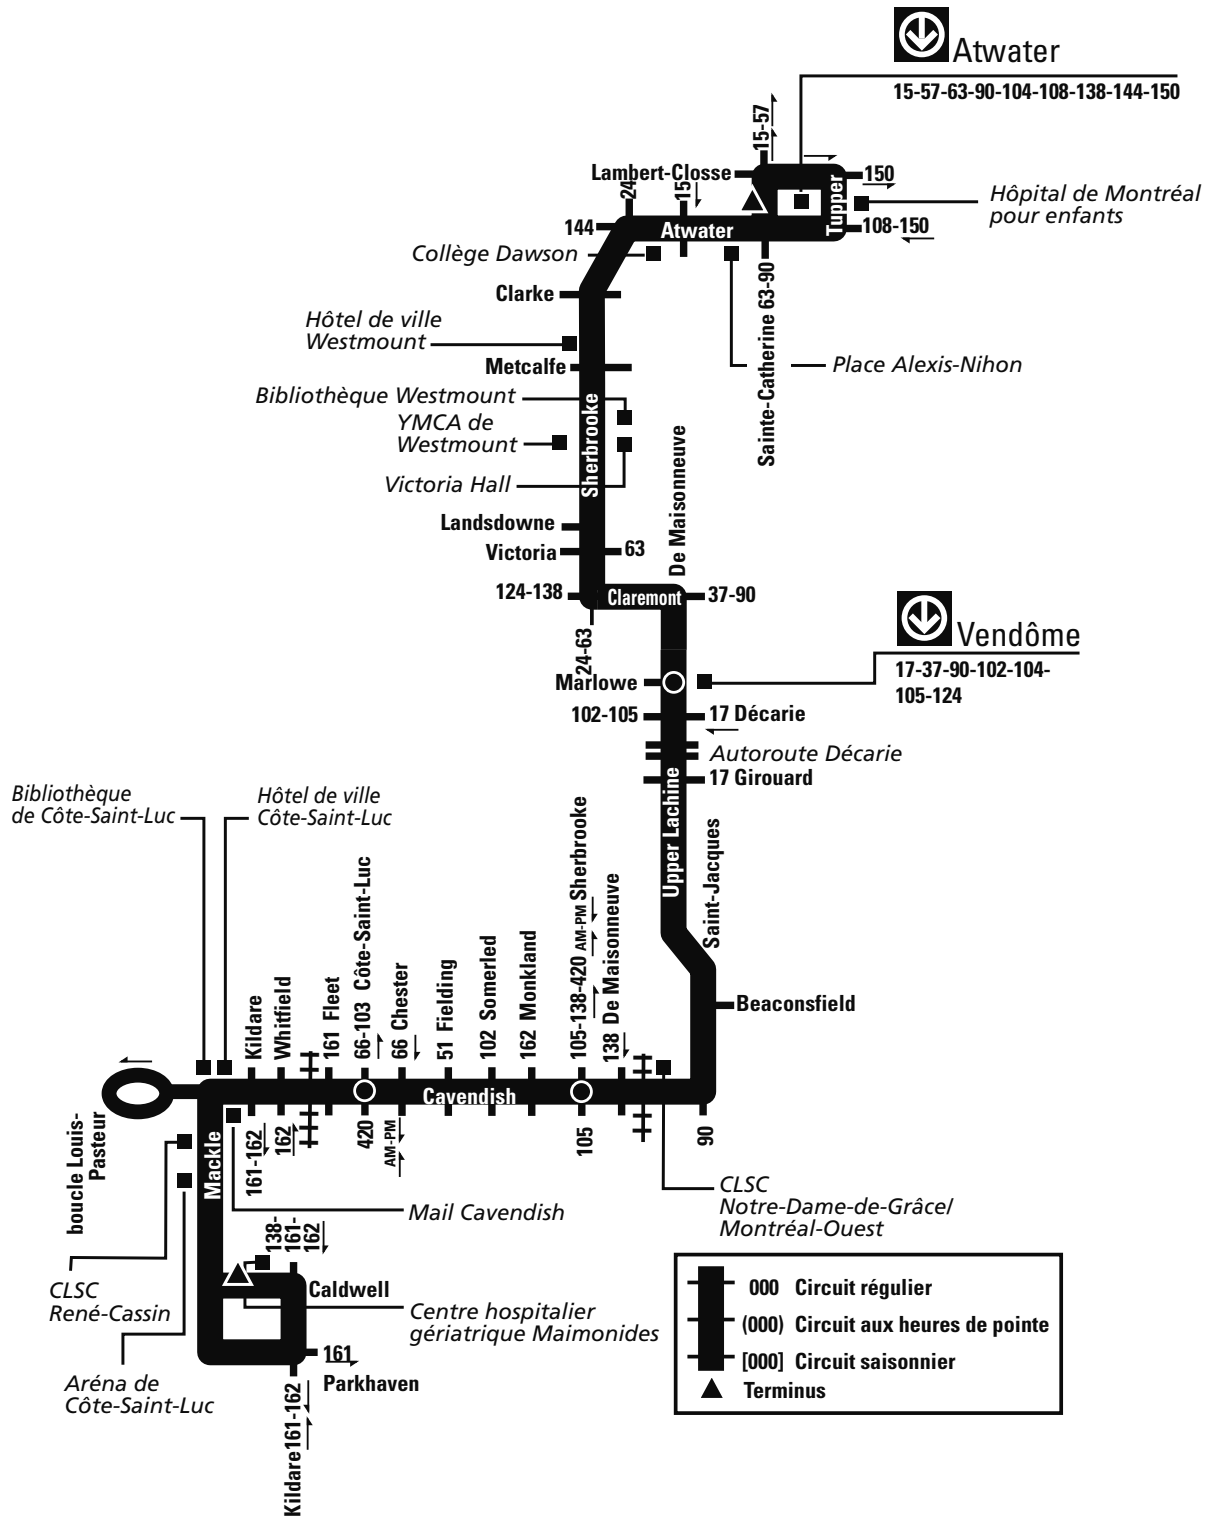 Atwater
15-57-63-90-104-108-138-144-150
15-57
Lambert-Closse
150
24
15
Tupper
Hôpital de Montréal
pour enfants
144
Atwater
108-150
Collège Dawson
Clarke
Sainte-Catherine 63-90
Hôtel de ville
Westmount
Metcalfe
Place Alexis-Nihon
Bibliothèque Westmount
YMCA de
Westmount
Sherbrooke
Victoria Hall
De Maisonneuve
Landsdowne
Victoria
63
124-138
Claremont
37-90
24-63
Vendôme
17-37-90-102-104-
105-124
Marlowe
102-105
17 Décarie
Autoroute Décarie
17 Girouard
Upper Lachine
Saint-Jacques
Bibliothèque
de Côte-Saint-Luc
Hôtel de ville
Côte-Saint-Luc
Beaconsfield
Kildare
Whitfield
161 Fleet
66-103 Côte-Saint-Luc
66 Chester
51 Fielding
102 Somerled
162 Monkland
105-138-420 AM-PM Sherbrooke
138 De Maisonneuve
Cavendish
boucle Louis-
Pasteur
Mackle
161-162
162
420
AM-PM
105
90
CLSC
Notre-Dame-de-Grâce/
Montréal-Ouest
Mail Cavendish
138-
161-
162
CLSC
René-Cassin
Caldwell
Centre hospitalier
gériatrique Maimonides
161
Parkhaven
Aréna de
Côte-Saint-Luc
Kildare161-162
000 Circuit régulier
(000) Circuit aux heures de pointe
[000] Circuit saisonnier
Terminus